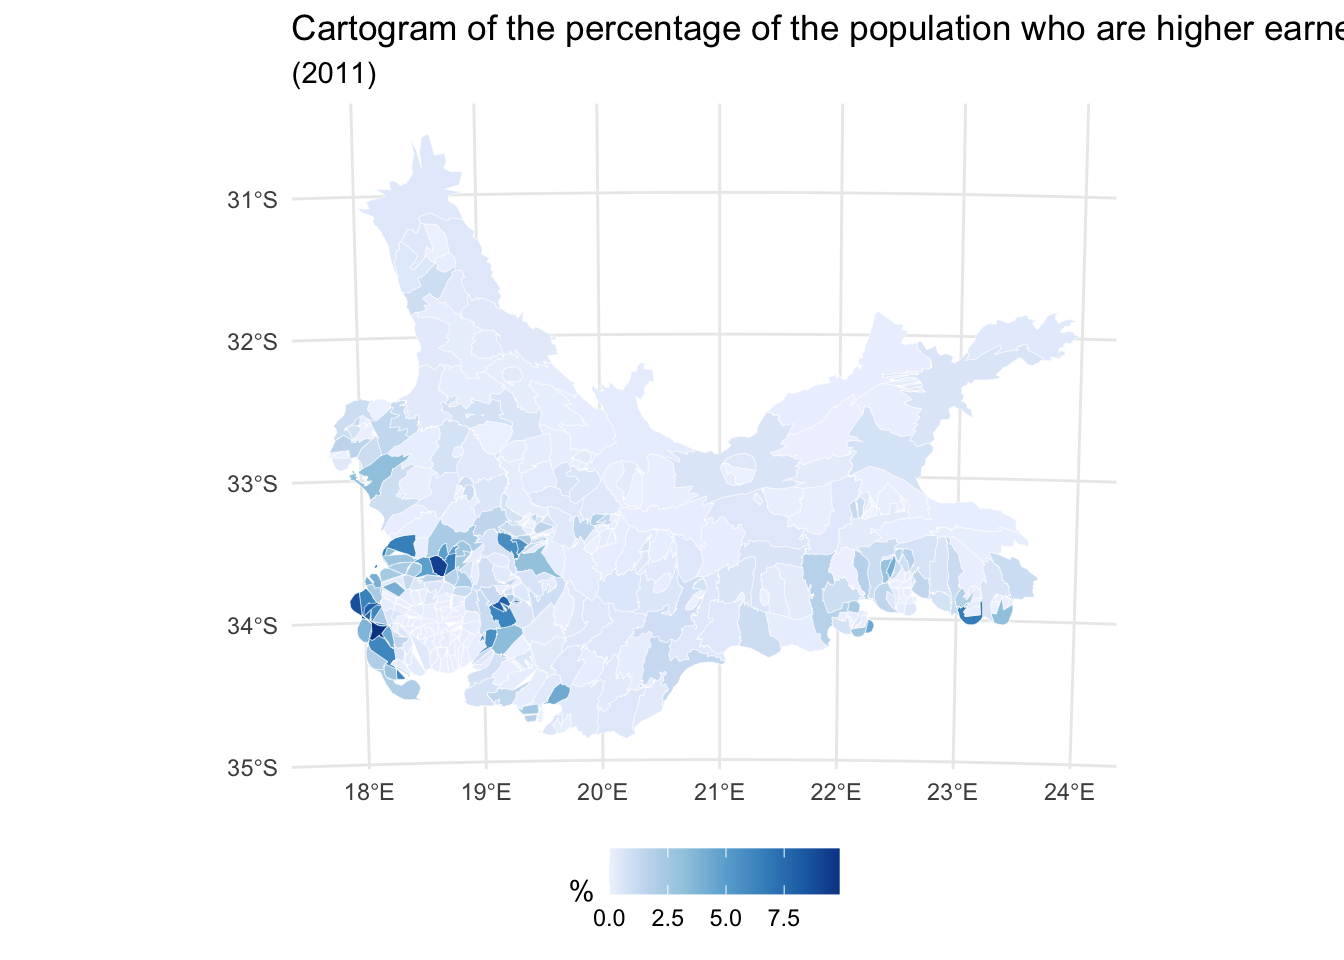 Cartogram of the percentage of the population who are higher earne
(2011)
31°S
32°S
33°S
34°S
35°S
18°E 19°E 20°E 21°E 22°E 23°E 24°E
%
0.0 2.5 5.0 7.5